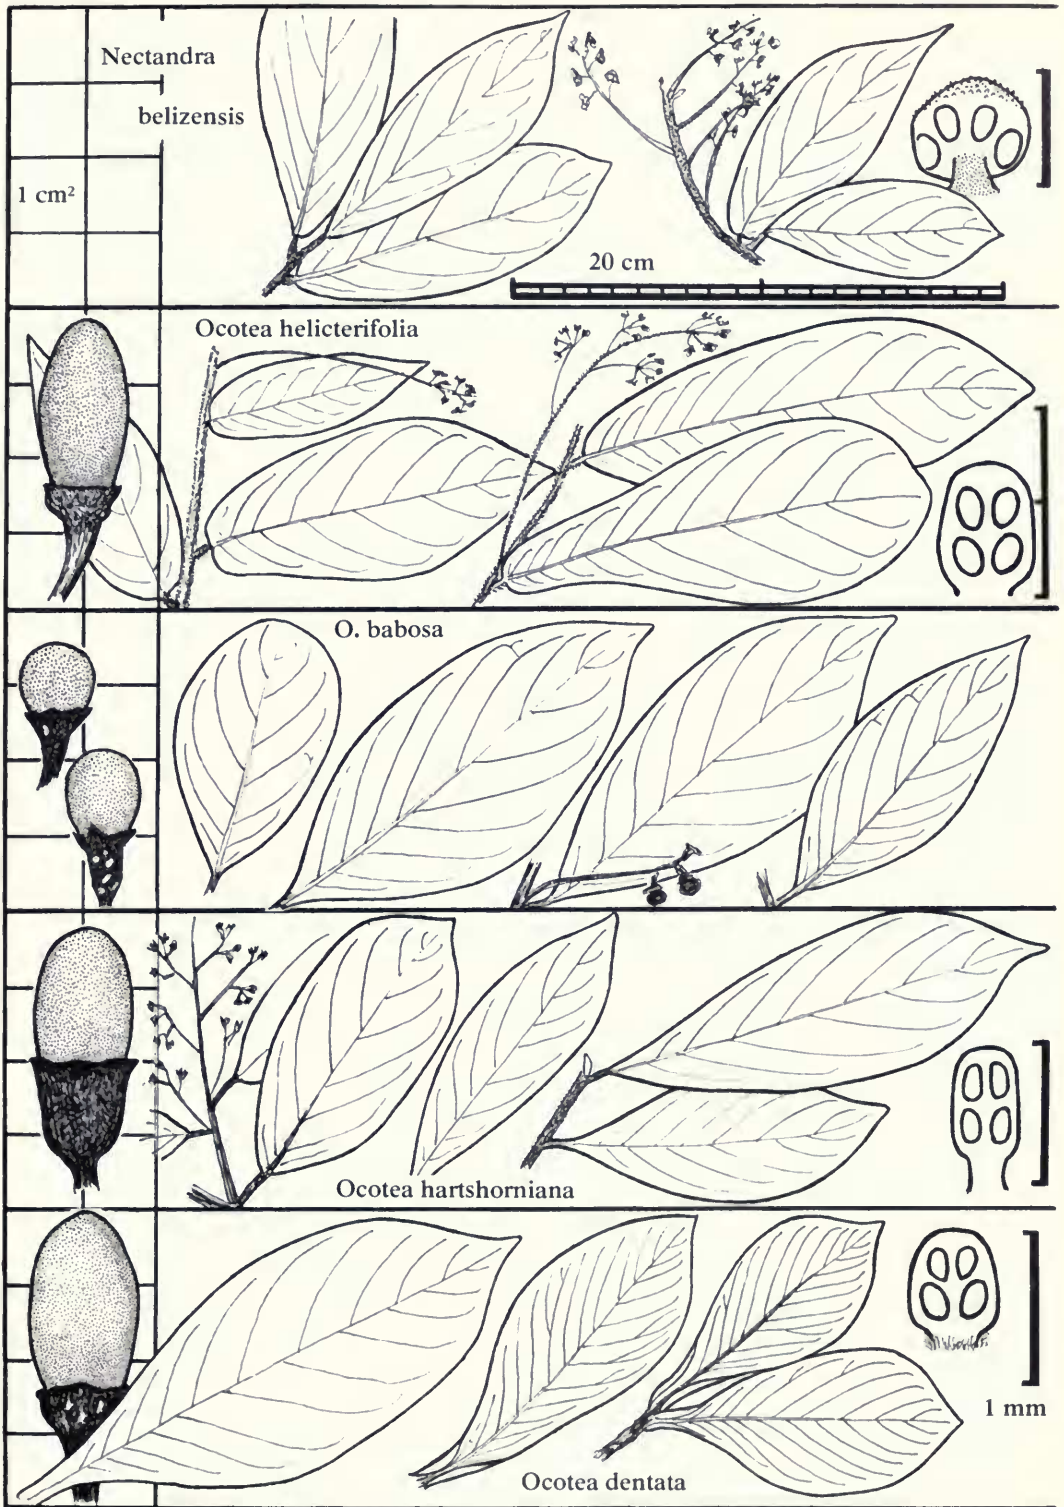 Nectandra
belizensis
1 cm²
20 cm
Ocotea helicterifolia
O. babosa
Ocotea hartshorniana
1 mm
Ocotea dentata